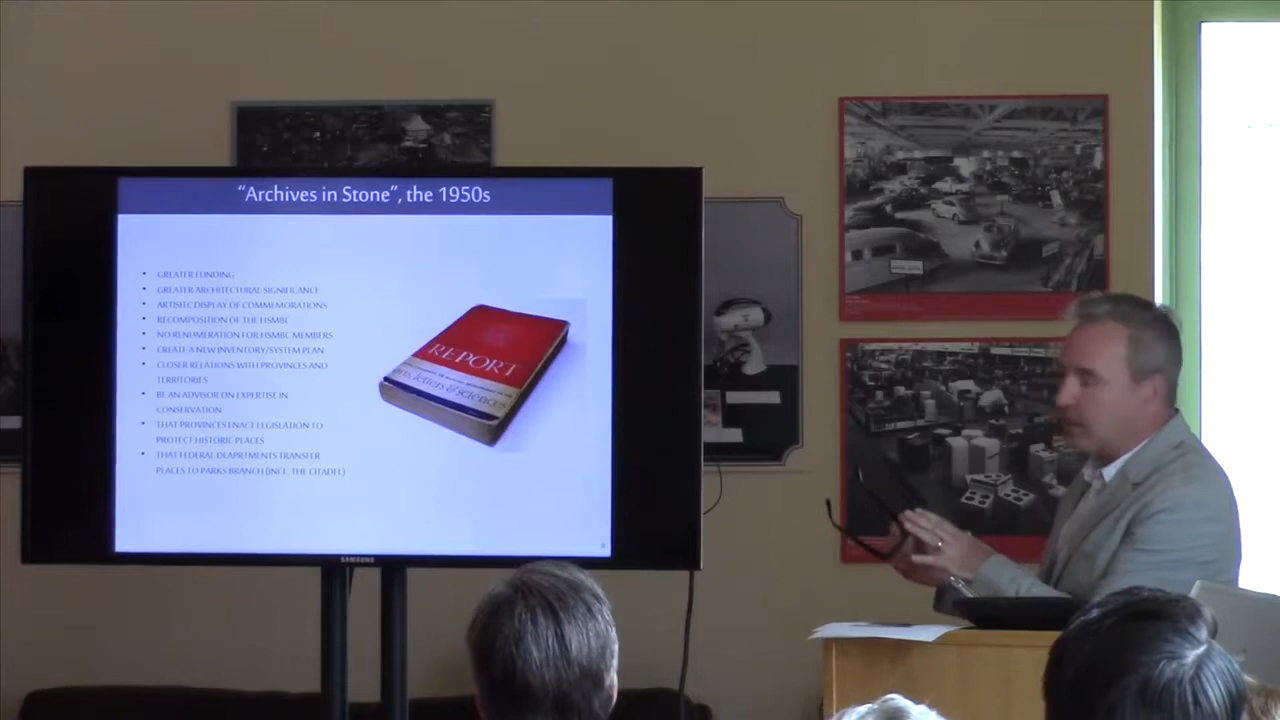 "Archives in Stone", the 1950s
• GREATER FUNDING
• GREATER ARCHITECTURAL SIGNIFICANCE
• ARTISITC DISPLAY OF COMMEMORATIONS
• RECOMPOSITION OF THE HSMBC
• NO RENUMERATION FOR HSMBC MEMBERS
• CREATE A NEW INVENTORY/SYSTEM PLAN
• CLOSER RELATIONS WITH PROVINCES AND
TERRITORIES
• BE AN ADVISOR ON EXPERTISE IN
CONSERVATION
• THAT PROVINCES ENACT LEGISLATION TO
PROTECT HISTORIC PLACES
• THAT FEDERAL DEAPRTMENTS TRANSFER
PLACES TO PARKS BRANCH (INCL. THE CITADEL)
REPORT
arts, letters & sciences
SAMSUNG